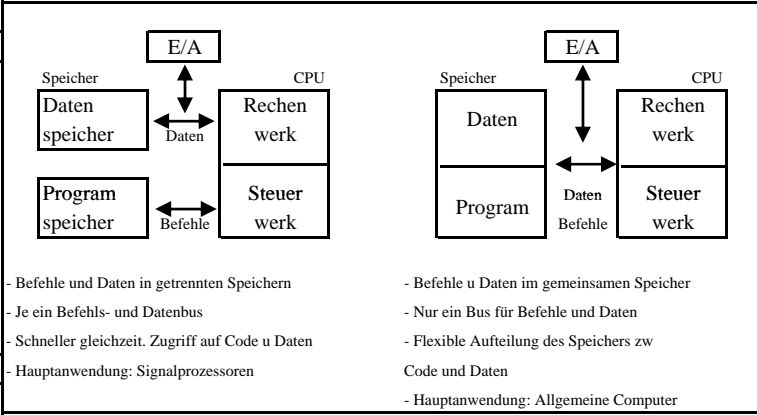 E/A
Speicher
CPU
Daten
speicher
Daten
Rechen
werk
Program
speicher
Befehle
Steuer
werk
- Befehle und Daten in getrennten Speichern
- Je ein Befehls- und Datenbus
- Schneller gleichzeit. Zugriff auf Code u Daten
- Hauptanwendung: Signalprozessoren
E/A
Speicher
CPU
Daten
Rechen
werk
Program
Daten
Befehle
Steuer
werk
- Befehle u Daten im gemeinsamen Speicher
- Nur ein Bus für Befehle und Daten
- Flexible Aufteilung des Speichers zw
Code und Daten
- Hauptanwendung: Allgemeine Computer